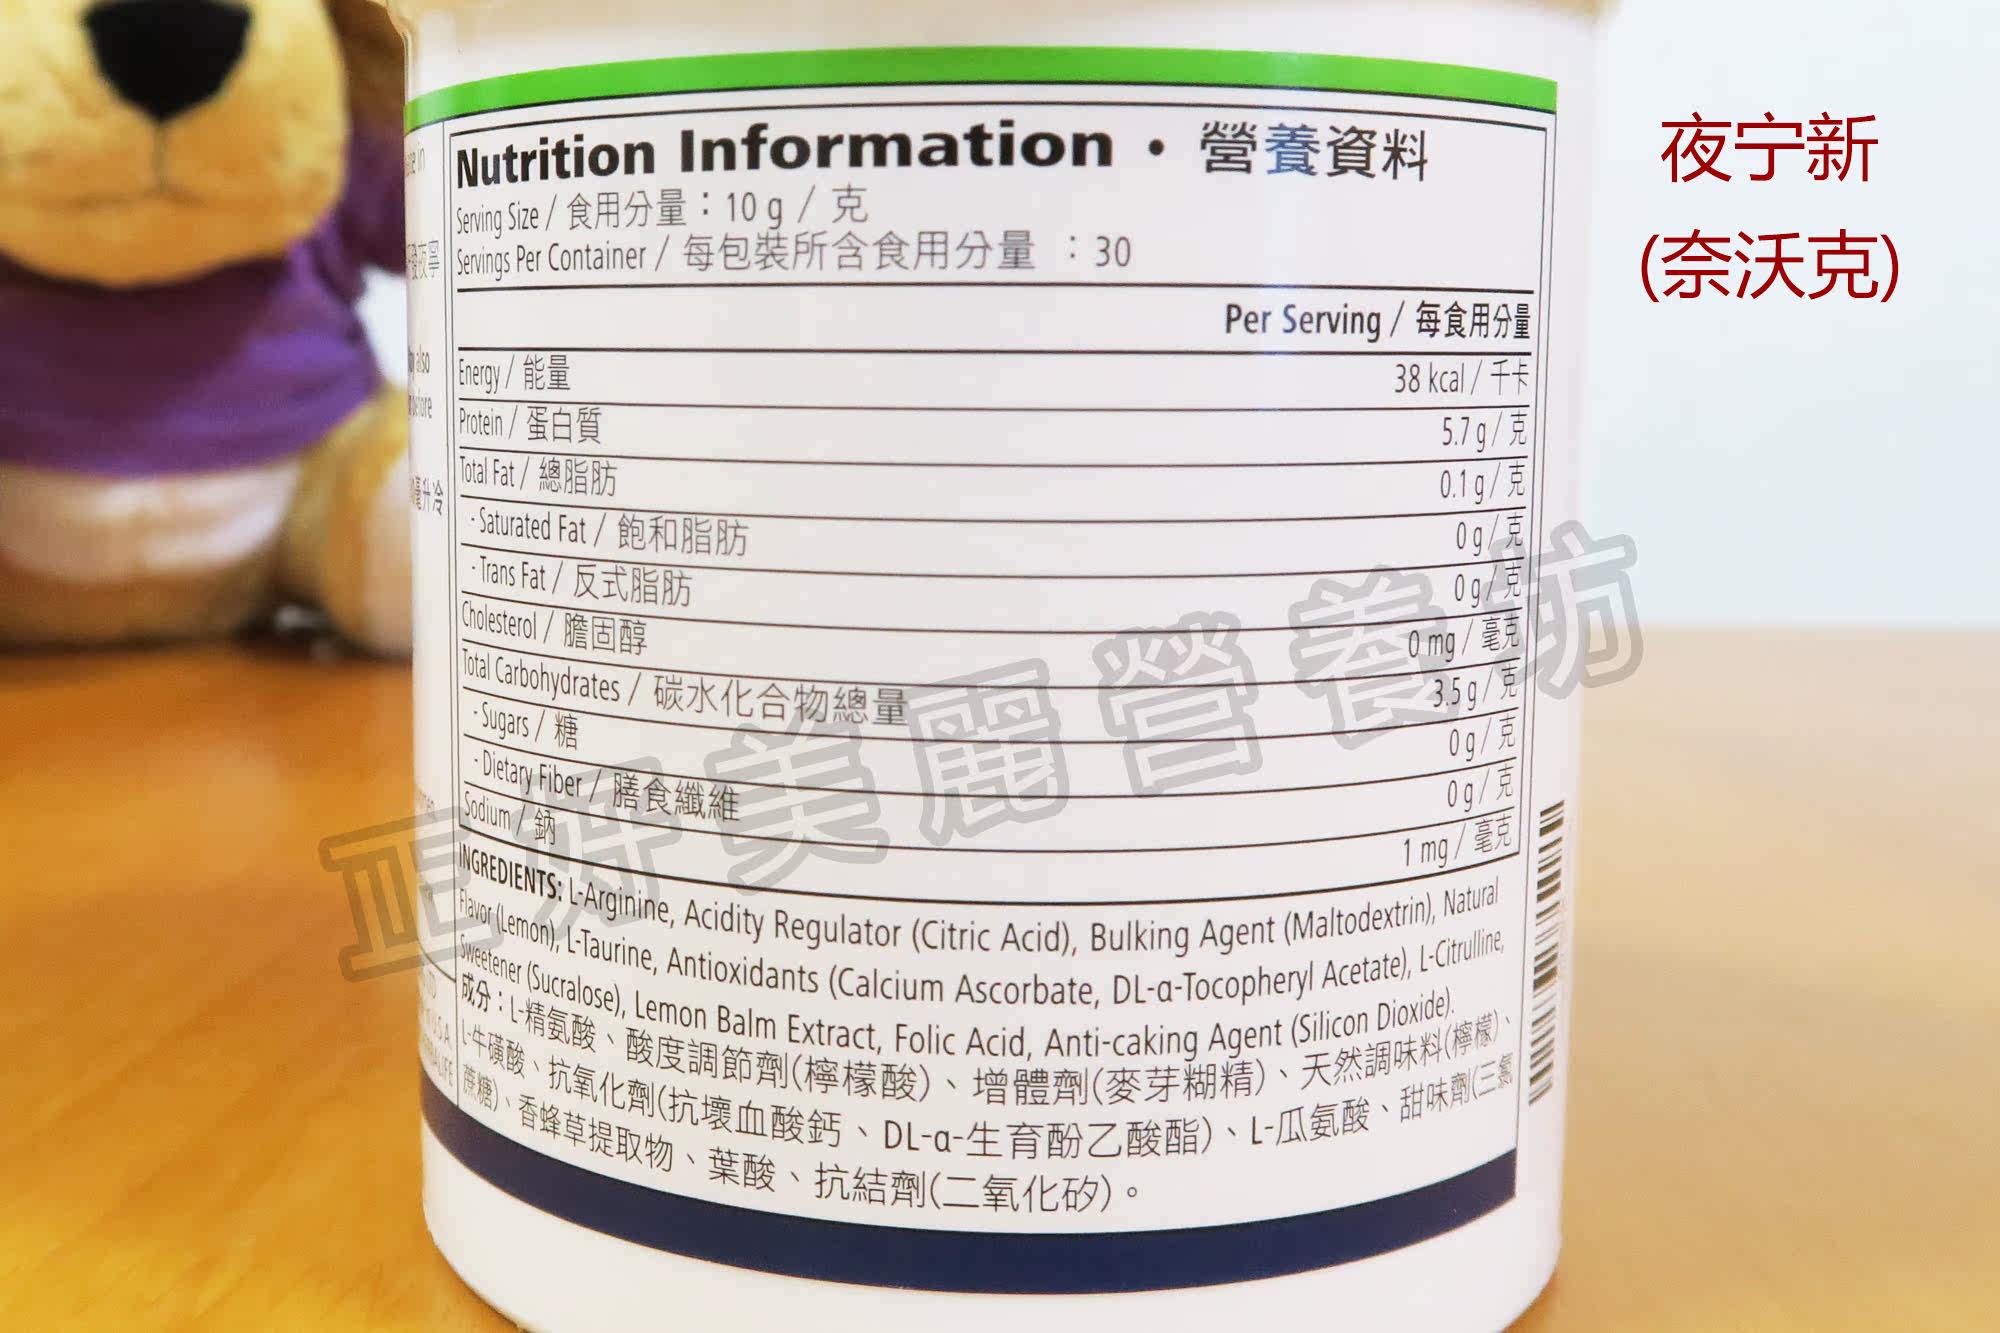 夜宁新
(奈沃克)
Nutrition Information · 營養資料
Serving Size / 食用分量：10 g / 克
Servings Per Container / 每包裝所含食用分量 ：30
Per Serving / 每食用分量
Energy / 能量 38 kcal / 千卡
Protein / 蛋白質 5.7 g / 克
Total Fat / 總脂肪 0.1 g / 克
- Saturated Fat / 飽和脂肪 0 g / 克
- Trans Fat / 反式脂肪 0 g / 克
Cholesterol / 膽固醇 0 mg / 毫克
Total Carbohydrates / 碳水化合物總量 3.5 g / 克
- Sugars / 糖 0 g / 克
- Dietary Fiber / 膳食纖維 0 g / 克
Sodium / 鈉 1 mg / 毫克
INGREDIENTS: L-Arginine, Acidity Regulator (Citric Acid), Bulking Agent (Maltodextrin), Natural
Flavor (Lemon), L-Taurine, Antioxidants (Calcium Ascorbate, DL-α-Tocopheryl Acetate), L-Citrulline,
Sweetener (Sucralose), Lemon Balm Extract, Folic Acid, Anti-caking Agent (Silicon Dioxide).
成分：L-精氨酸、酸度調節劑(檸檬酸)、增體劑(麥芽糊精)、天然調味料(檸檬)、
L-牛磺酸、抗氧化劑(抗壞血酸鈣、DL-α-生育酚乙酸酯)、L-瓜氨酸、甜味劑(三氯
蔗糖)、香蜂草提取物、葉酸、抗結劑(二氧化矽)。
正好美麗營養坊
also
毫升冷
U.S.A.